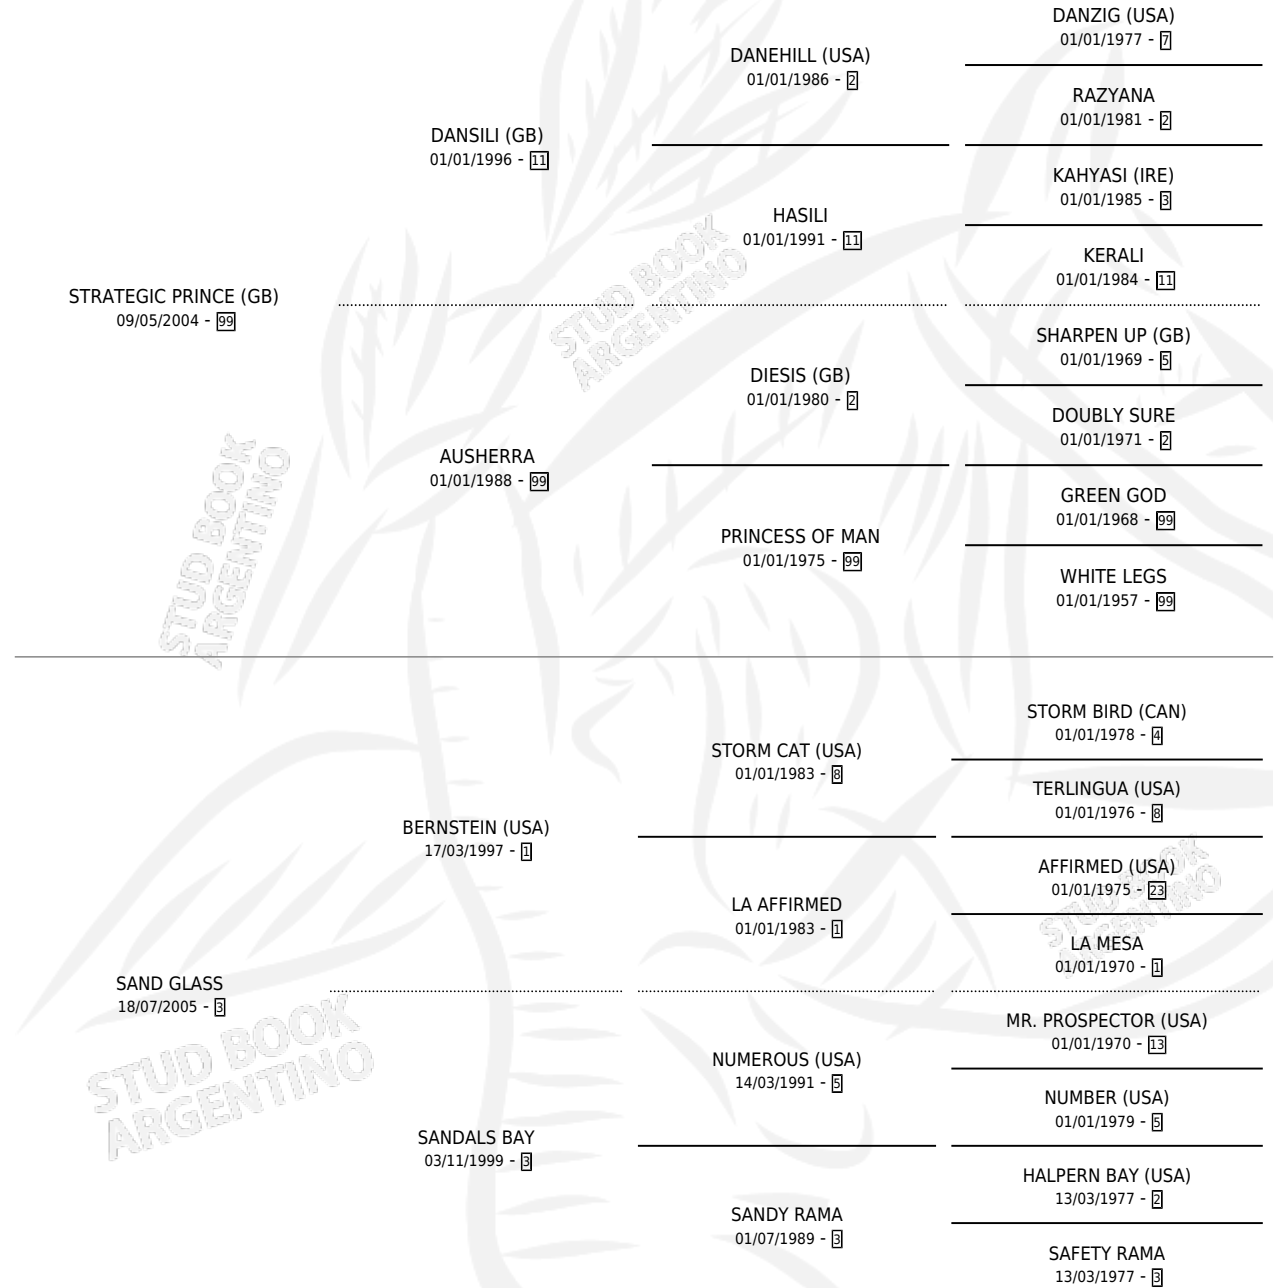 DANZIG (USA)
01/01/1977 - 7
DANEHILL (USA)
01/01/1986 - 2
RAZYANA
01/01/1981 - 2
DANSILI (GB)
01/01/1996 - 11
KAHYASI (IRE)
01/01/1985 - 3
HASILI
01/01/1991 - 11
KERALI
01/01/1984 - 11
STRATEGIC PRINCE (GB)
09/05/2004 - 99
SHARPEN UP (GB)
01/01/1969 - 5
DIESIS (GB)
01/01/1980 - 2
DOUBLY SURE
01/01/1971 - 2
AUSHERRA
01/01/1988 - 99
GREEN GOD
01/01/1968 - 99
PRINCESS OF MAN
01/01/1975 - 99
WHITE LEGS
01/01/1957 - 99
STUD BOOK
ARGENTINO
STUD BOOK
ARGENTINO
STORM BIRD (CAN)
01/01/1978 - 4
STORM CAT (USA)
01/01/1983 - 8
TERLINGUA (USA)
01/01/1976 - 8
BERNSTEIN (USA)
17/03/1997 - 1
AFFIRMED (USA)
01/01/1975 - 23
LA AFFIRMED
01/01/1983 - 1
LA MESA
01/01/1970 - 1
STUD BOOK
ARGENTINO
SAND GLASS
18/07/2005 - 3
MR. PROSPECTOR (USA)
01/01/1970 - 13
NUMEROUS (USA)
14/03/1991 - 5
NUMBER (USA)
01/01/1979 - 5
SANDALS BAY
03/11/1999 - 3
HALPERN BAY (USA)
13/03/1977 - 2
SANDY RAMA
01/07/1989 - 3
SAFETY RAMA
13/03/1977 - 3
STUD BOOK
ARGENTINO